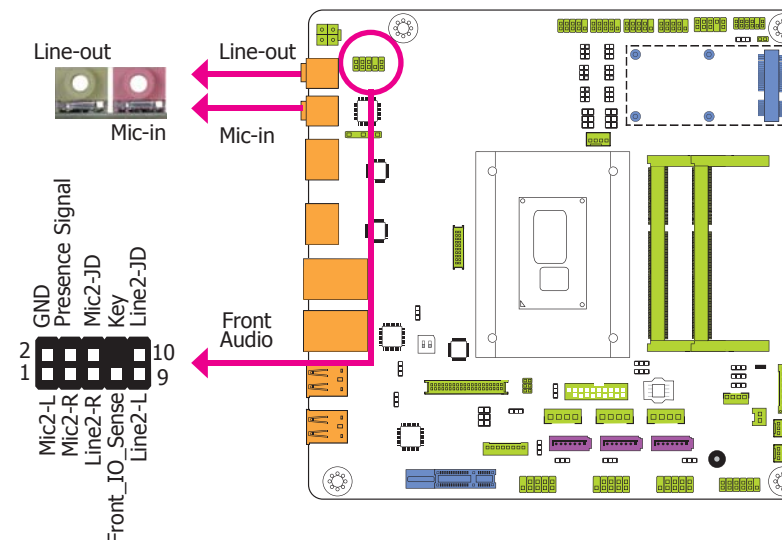 Line-out
Mic-in
Line-out
Mic-in
Front
Audio
GND
Presence Signal
Mic2-JD
Key
Line2-JD
2
10
1
9
Mic2-L
Mic2-R
Line2-R
Front_IO_Sense
Line2-L